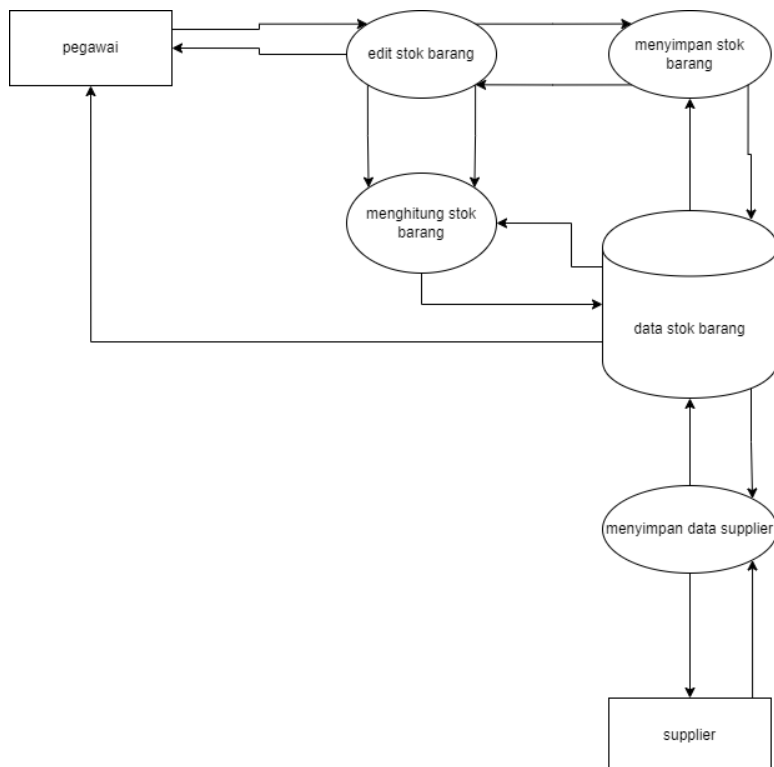 pegawai
edit stok barang
menyimpan stok
barang
menghitung stok
barang
data stok barang
menyimpan data supplier
supplier